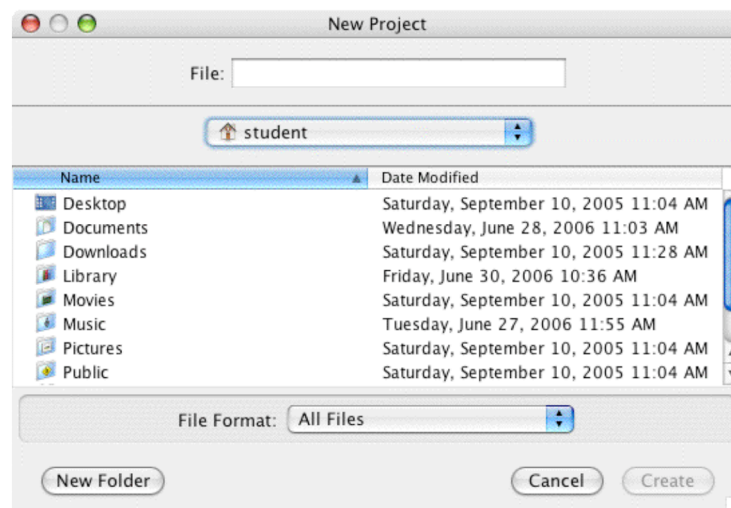 New Project
File:
student
Name Date Modified
Desktop Saturday, September 10, 2005 11:04 AM
Documents Wednesday, June 28, 2006 11:03 AM
Downloads Saturday, September 10, 2005 11:28 AM
Library Friday, June 30, 2006 10:36 AM
Movies Saturday, September 10, 2005 11:04 AM
Music Tuesday, June 27, 2006 11:55 AM
Pictures Saturday, September 10, 2005 11:04 AM
Public Saturday, September 10, 2005 11:04 AM
File Format: All Files
New Folder Cancel Create